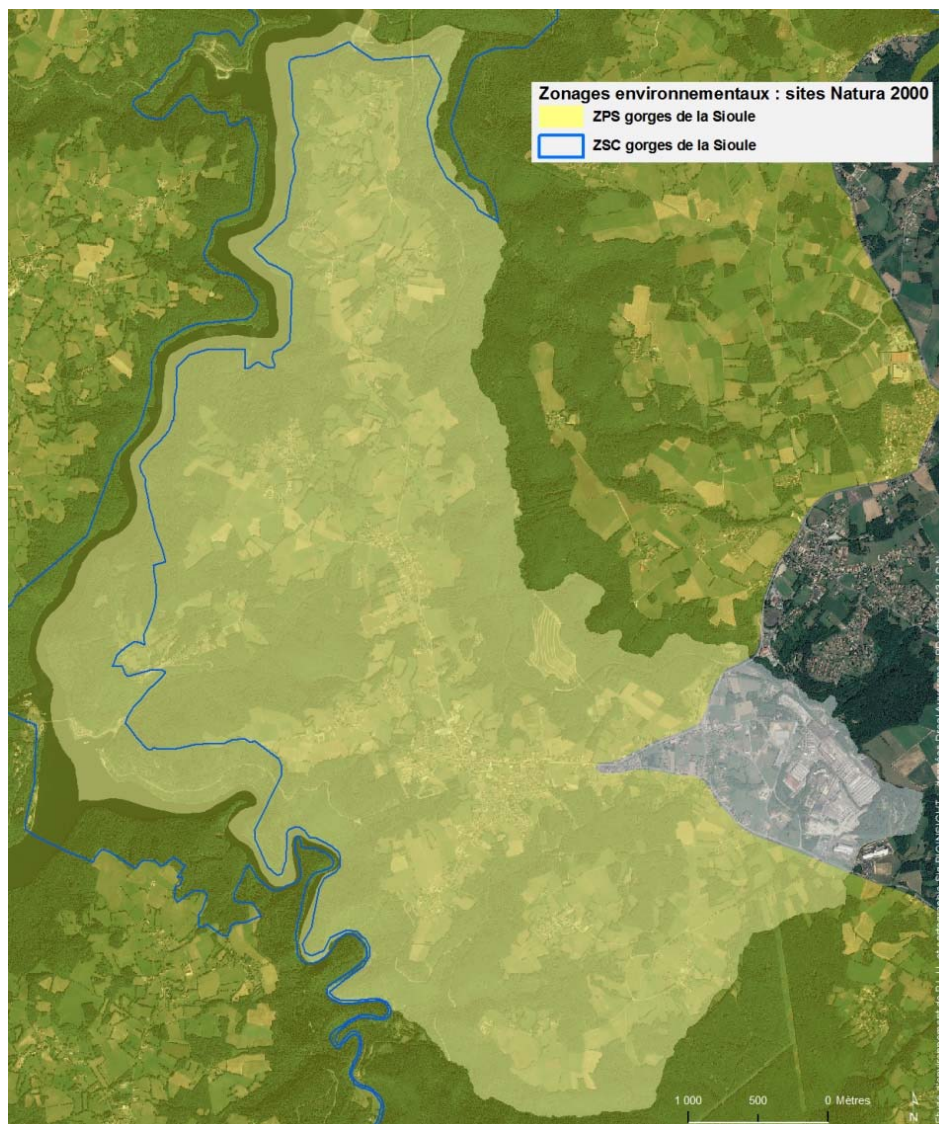 Zonages environnementaux : sites Natura 2000
ZPS gorges de la Sioule
ZSC gorges de la Sioule
1 000 500 0 Mètres
N